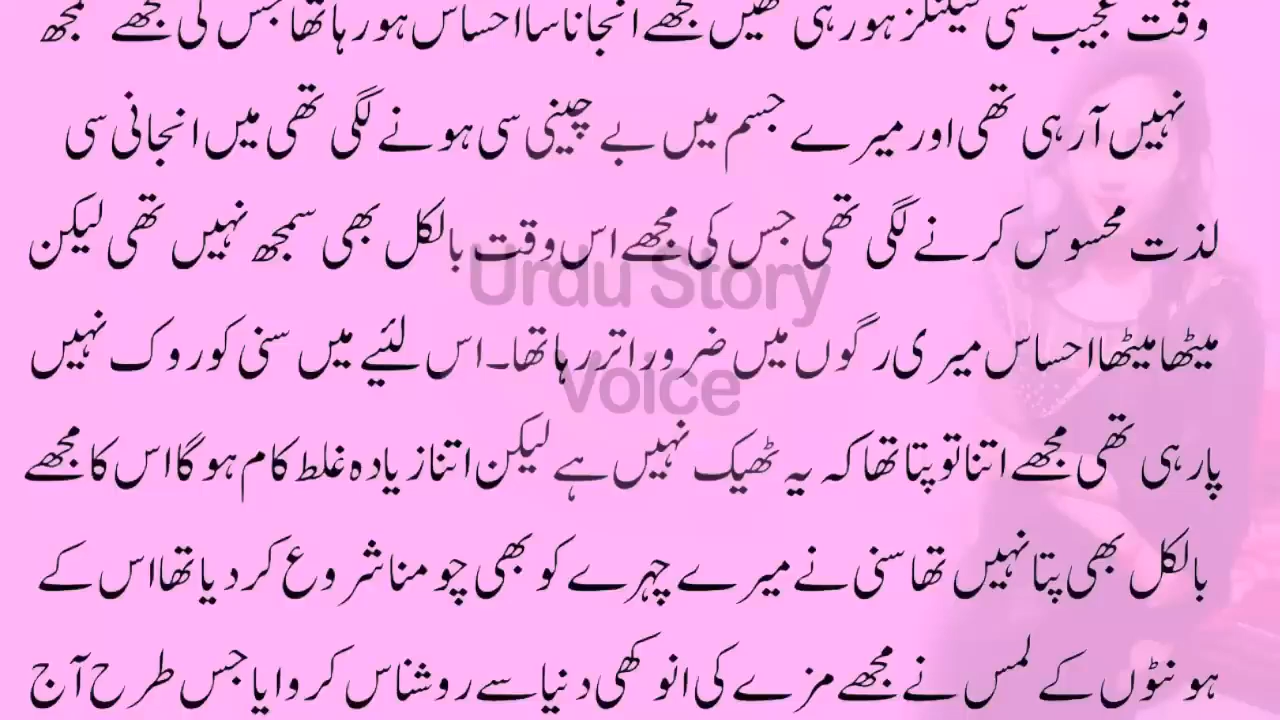 وقت عجیب سی فیلنگز ہو رہی تھیں مجھے انجانا سا احساس ہو رہا تھا جس کی مجھے سمجھ
نہیں آ رہی تھی اور میرے جسم میں بے چینی سی ہونے لگی تھی میں انجانی سی
لذت محسوس کرنے لگی تھی جس کی مجھے اس وقت بالکل بھی سمجھ نہیں تھی لیکن
میٹھا میٹھا احساس میری رگوں میں ضرور اتر رہا تھا۔ اس لئیے میں سنی کو روک نہیں
پا رہی تھی مجھے اتنا تو پتا تھا کہ یہ ٹھیک نہیں ہے لیکن اتنا زیادہ غلط کام ہو گا اس کا مجھے
بالکل بھی پتا نہیں تھا سنی نے میرے چہرے کو بھی چومنا شروع کر دیا تھا اس کے
ہونٹوں کے لمس نے مجھے مزے کی انوکھی دنیا سے روشناس کروایا جس طرح آج
Urdu Story
Voice